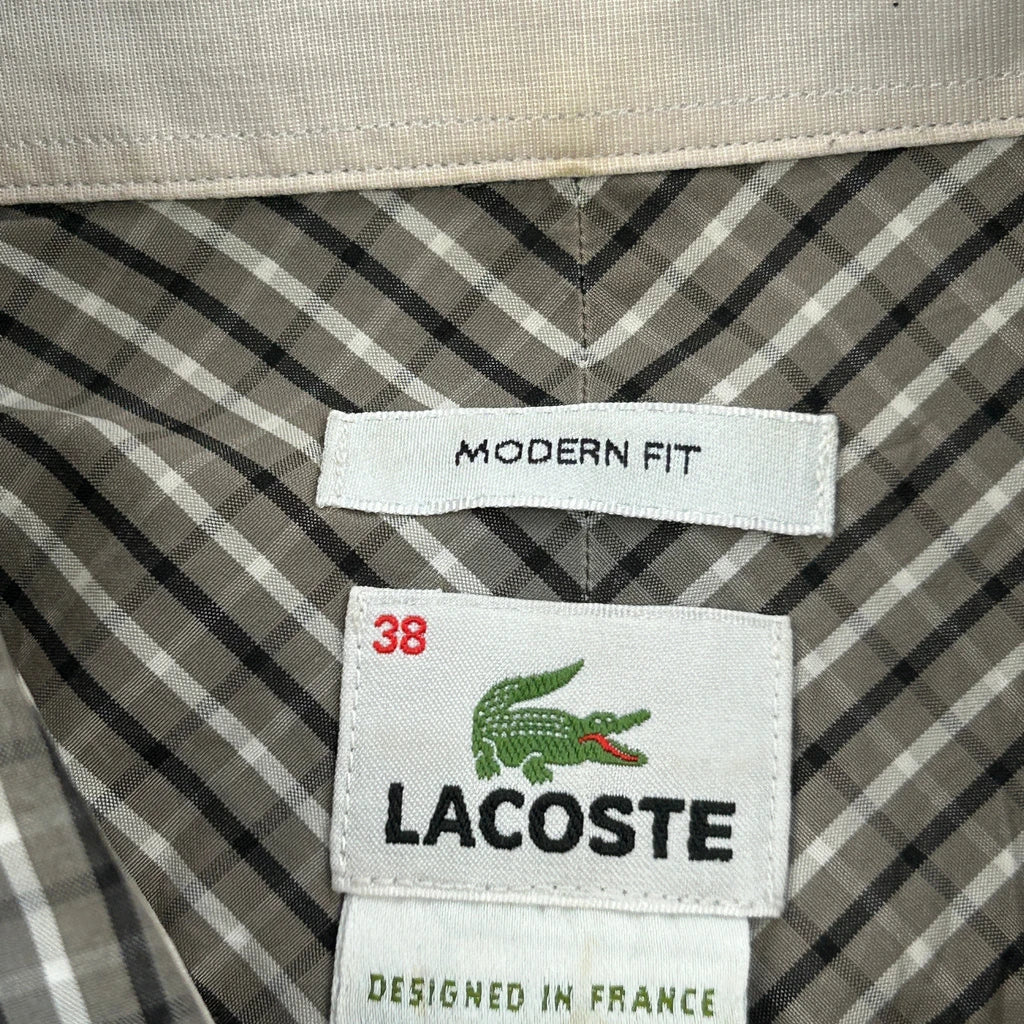 MODERN FIT
38
LACOSTE
DESIGNED IN FRANCE